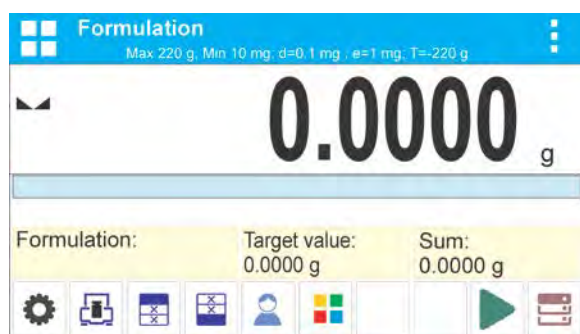 Formulation
Max 220 g; Min 10 mg; d=0.1 mg ; e=1 mg; T=-220 g
0.0000 g
Formulation: Target value: Sum:
0.0000 g 0.0000 g